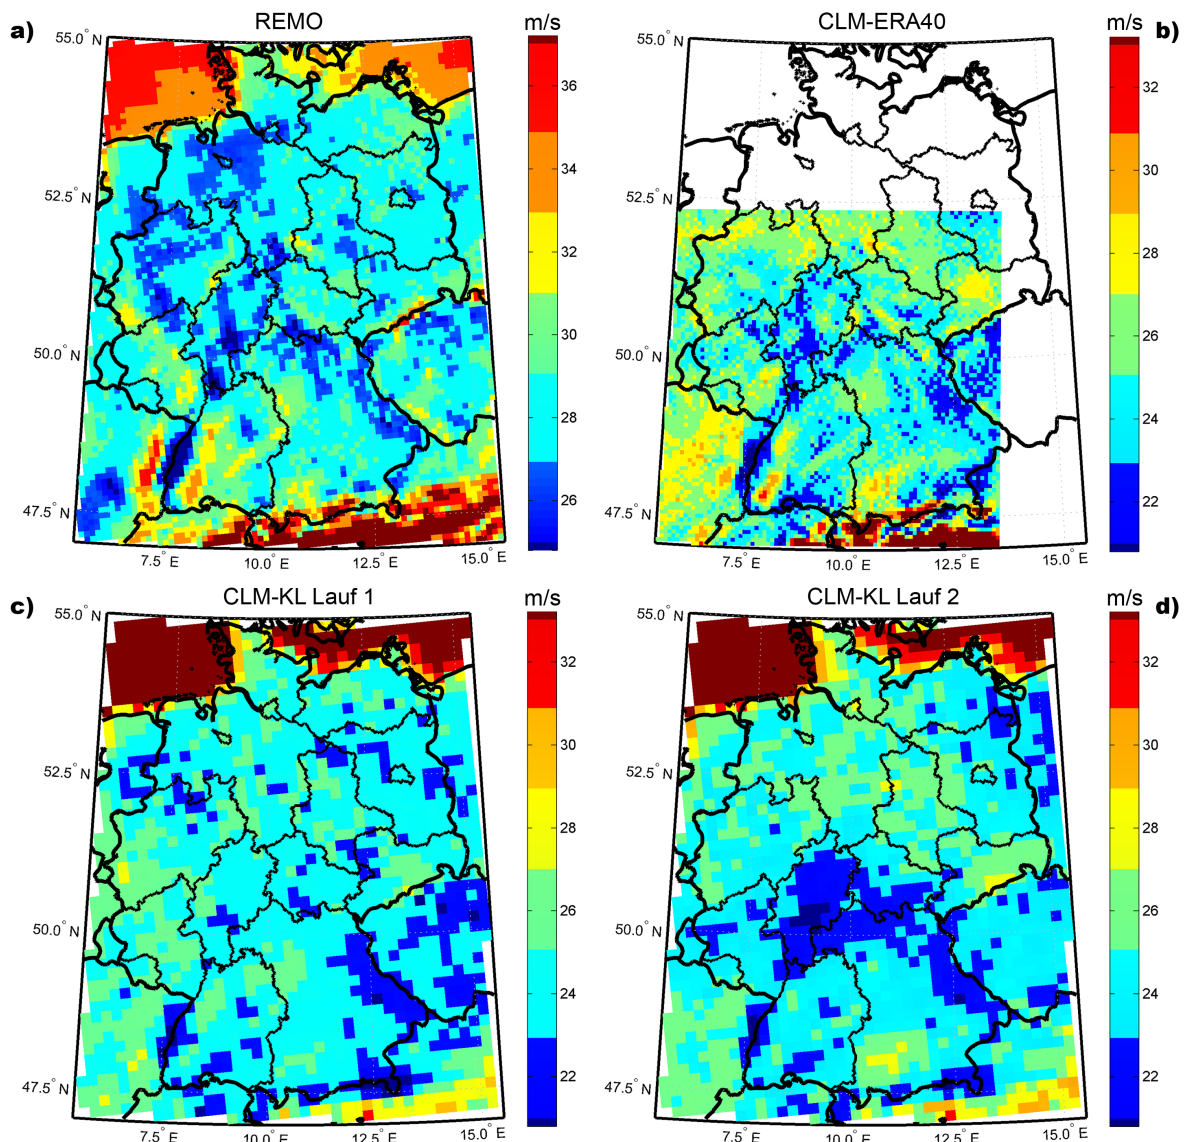 a)
REMO
m/s
55.0° N
52.5° N
50.0° N
47.5° N
7.5° E
10.0° E
12.5° E
15.0° E
36
34
32
30
28
26
CLM-ERA40
b)
m/s
55.0° N
52.5° N
50.0° N
47.5° N
7.5° E
10.0° E
12.5° E
15.0° E
32
30
28
26
24
22
c)
CLM-KL Lauf 1
m/s
55.0° N
52.5° N
50.0° N
47.5° N
7.5° E
10.0° E
12.5° E
15.0° E
32
30
28
26
24
22
CLM-KL Lauf 2
d)
m/s
55.0° N
52.5° N
50.0° N
47.5° N
7.5° E
10.0° E
12.5° E
15.0° E
32
30
28
26
24
22